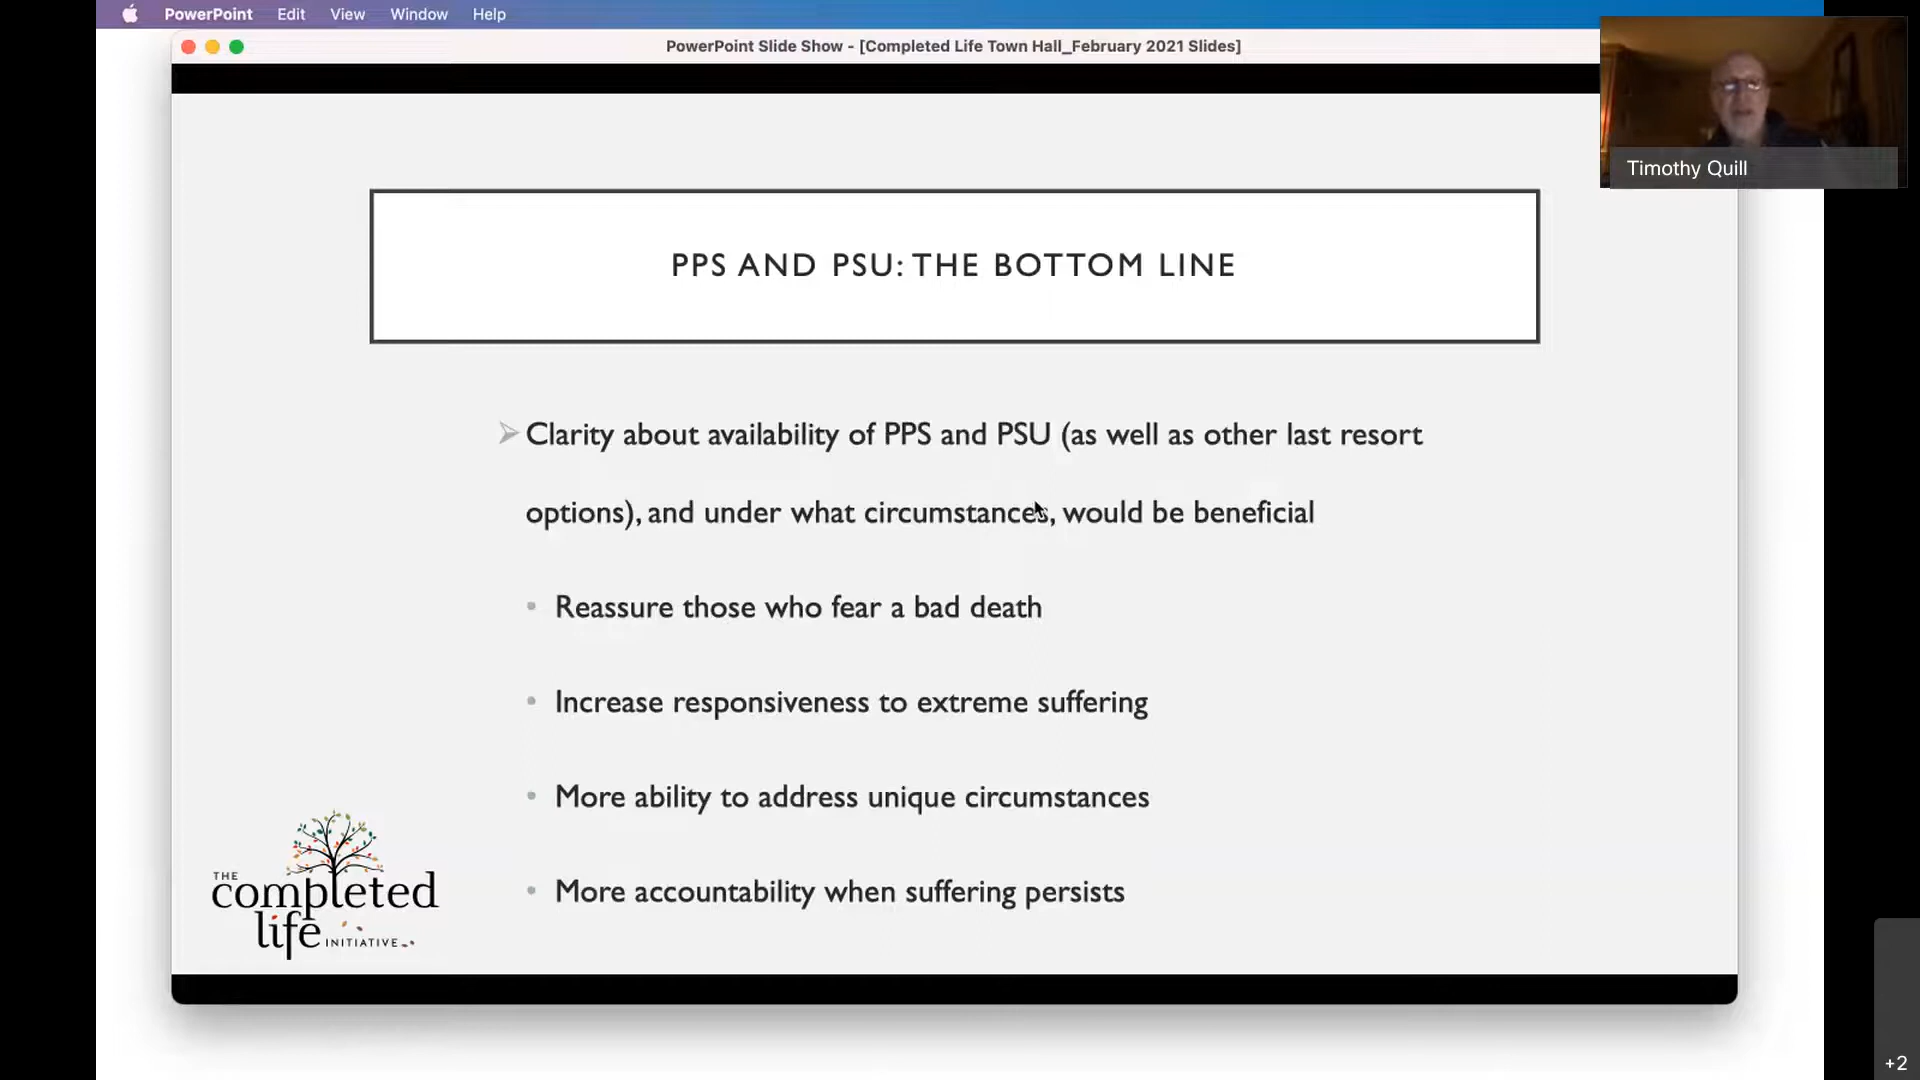 PowerPoint Edit View Window Help
PowerPoint Slide Show - [Completed Life Town Hall_February 2021 Slides]
Timothy Quill
PPS AND PSU: THE BOTTOM LINE
Clarity about availability of PPS and PSU (as well as other last resort
options), and under what circumstances, would be beneficial
Reassure those who fear a bad death
Increase responsiveness to extreme suffering
More ability to address unique circumstances
More accountability when suffering persists
THE
completed
life INITIATIVE
+2